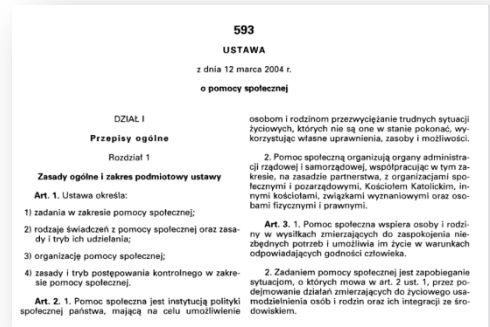 593
USTAWA
z dnia 12 marca 2004 r.
o pomocy społecznej
DZIAŁ I
Przepisy ogólne
Rozdział 1
Zasady ogólne i zakres podmiotowy ustawy
Art. 1. Ustawa określa:
1) zadania w zakresie pomocy społecznej;
2) rodzaje świadczeń z pomocy społecznej oraz zasa-
dy i tryb ich udzielania;
3) organizację pomocy społecznej;
4) zasady i tryb postępowania kontrolnego w zakre-
sie pomocy społecznej.
Art. 2. 1. Pomoc społeczna jest instytucją polityki
społecznej państwa, mającą na celu umożliwienie
osobom i rodzinom przezwyciężanie trudnych sytuacji
życiowych, których nie są one w stanie pokonać, wy-
korzystując własne uprawnienia, zasoby i możliwości.
2. Pomoc społeczną organizują organy administra-
cji rządowej i samorządowej, współpracując w tym za-
kresie, na zasadzie partnerstwa, z organizacjami spo-
łecznymi i pozarządowymi, Kościołem Katolickim, in-
nymi kościołami, związkami wyznaniowymi oraz oso-
bami fizycznymi i prawnymi.
Art. 3. 1. Pomoc społeczna wspiera osoby i rodzi-
ny w wysiłkach zmierzających do zaspokojenia nie-
zbędnych potrzeb i umożliwia im życie w warunkach
odpowiadających godności człowieka.
2. Zadaniem pomocy społecznej jest zapobieganie
sytuacjom, o których mowa w art. 2 ust. 1, przez po-
dejmowanie działań zmierzających do życiowego usa-
modzielnienia osób i rodzin oraz ich integracji ze śro-
dowiskiem.